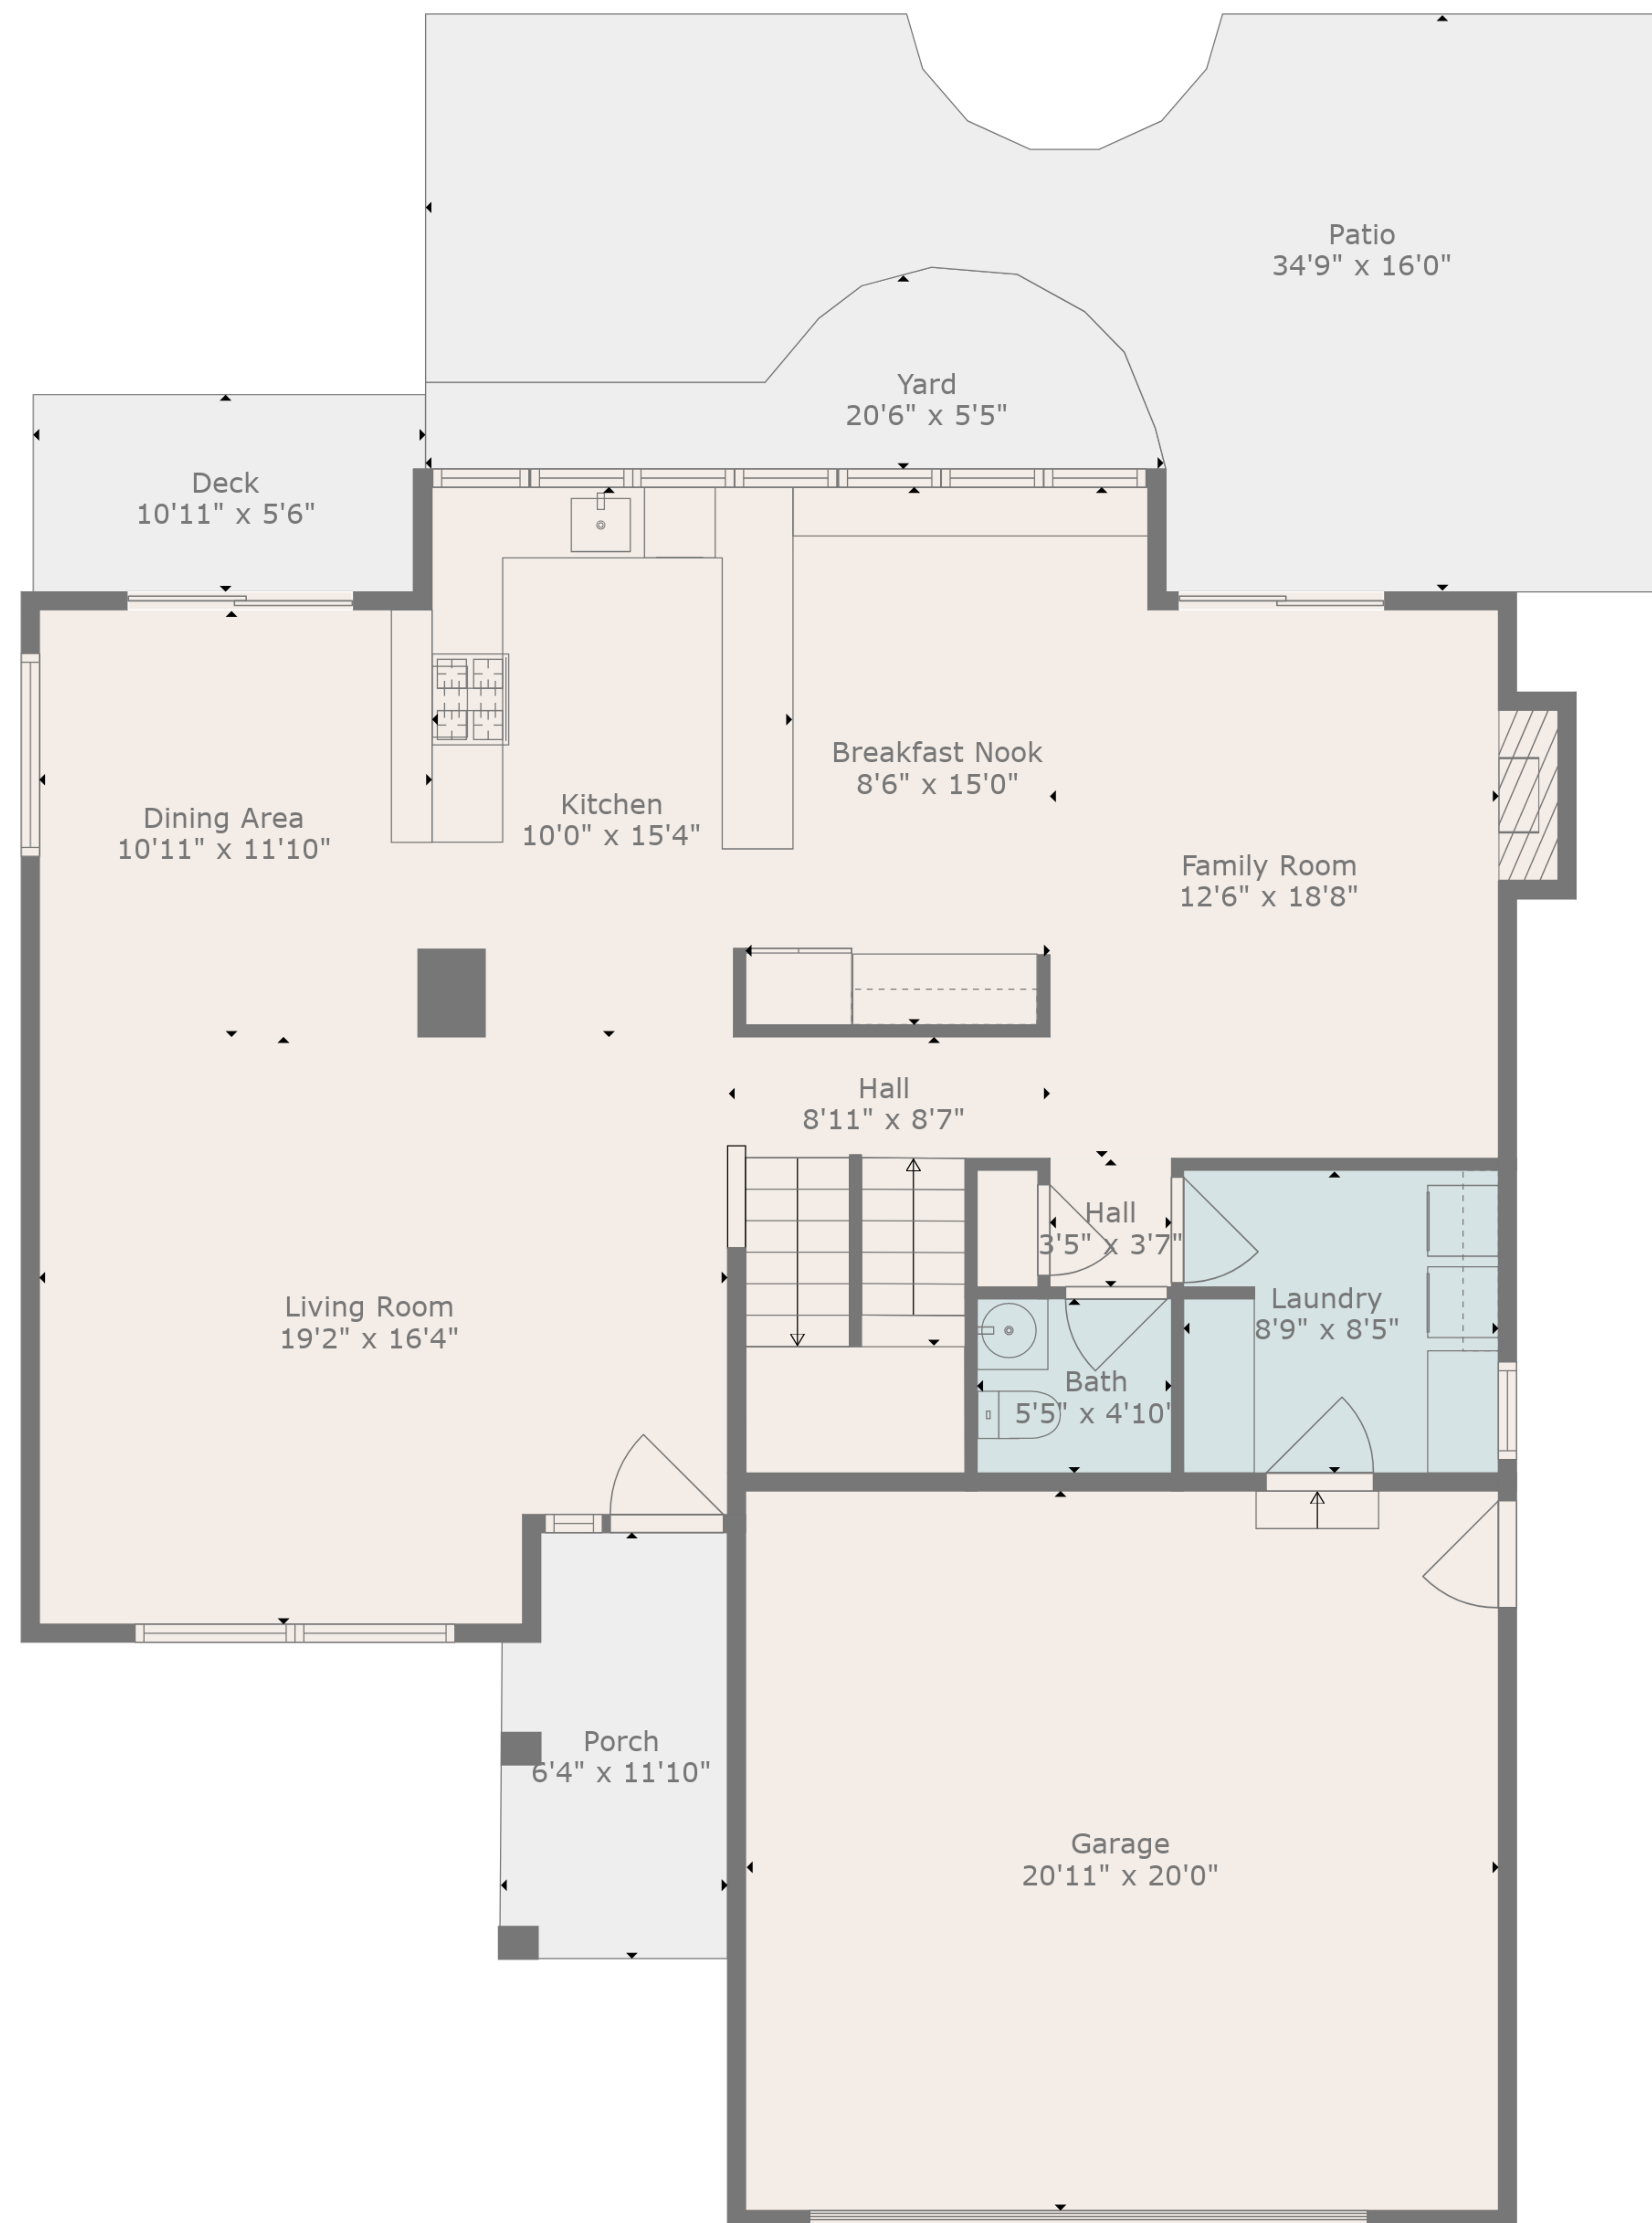 Patio
34'9" x 16'0"
Yard
20'6" x 5'5"
Deck
10'11" x 5'6"
Breakfast Nook
8'6" x 15'0"
Kitchen
10'0" x 15'4"
Dining Area
10'11" x 11'10"
Family Room
12'6" x 18'8"
Hall
8'11" x 8'7"
Hall
3'5" x 3'7"
Living Room
19'2" x 16'4"
Laundry
8'9" x 8'5"
Bath
5'5" x 4'10"
Porch
6'4" x 11'10"
Garage
20'11" x 20'0"